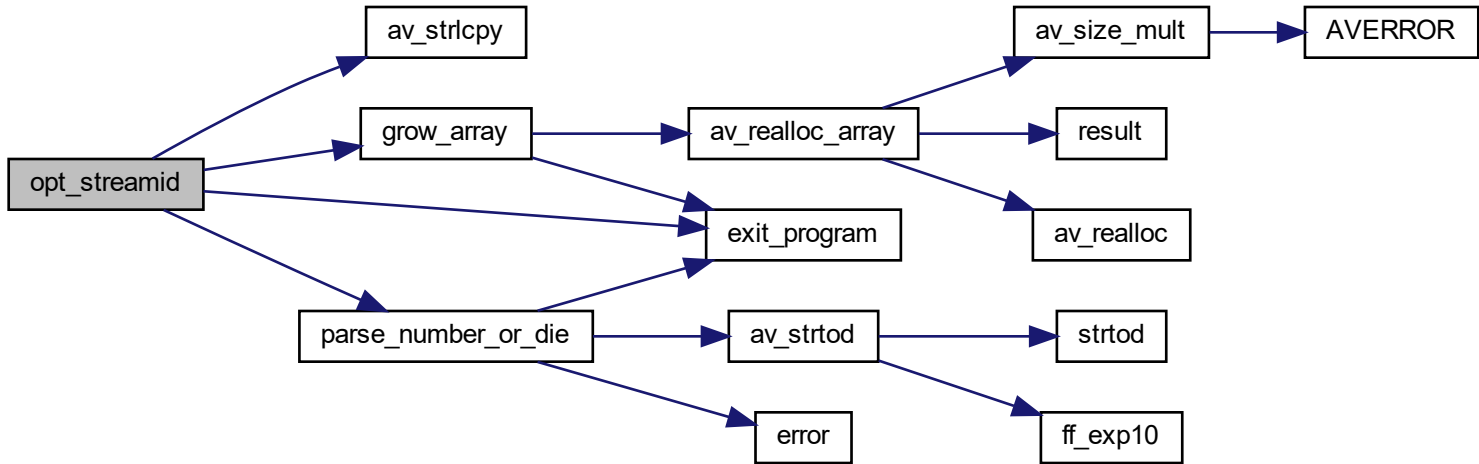 av_strlcpy
av_size_mult
AVERROR
grow_array
av_realloc_array
result
opt_streamid
exit_program
av_realloc
parse_number_or_die
av_strtod
strtod
error
ff_exp10